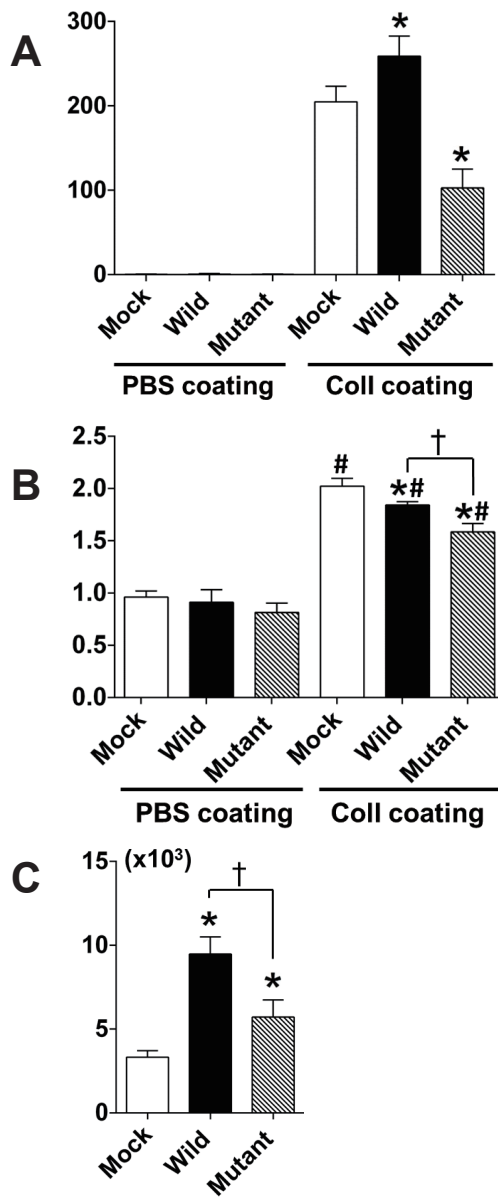 A
300
*
200
*
100
0
Mock Wild Mutant Mock Wild Mutant
PBS coating Coll coating
B
2.5
†
#
2.0
*#
*#
1.5
1.0
0.5
0.0
Mock Wild Mutant Mock Wild Mutant
PBS coating Coll coating
C
15 (x10³)
†
*
10
*
5
0
Mock Wild Mutant